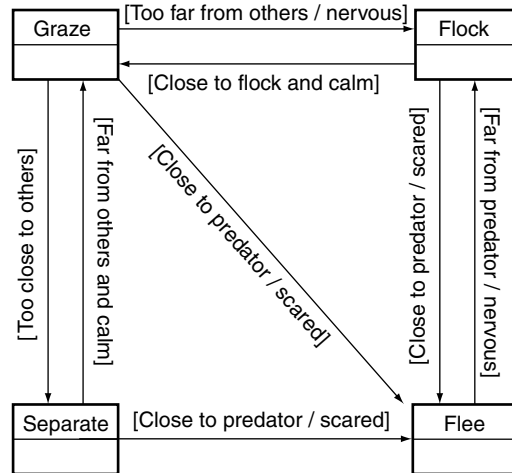 Graze
[Too far from others / nervous]
Flock
[Close to flock and calm]
[Too close to others]
[Far from others and calm]
[Close to predator / scared]
[Close to predator / scared]
[Far from predator / nervous]
Separate
[Close to predator / scared]
Flee